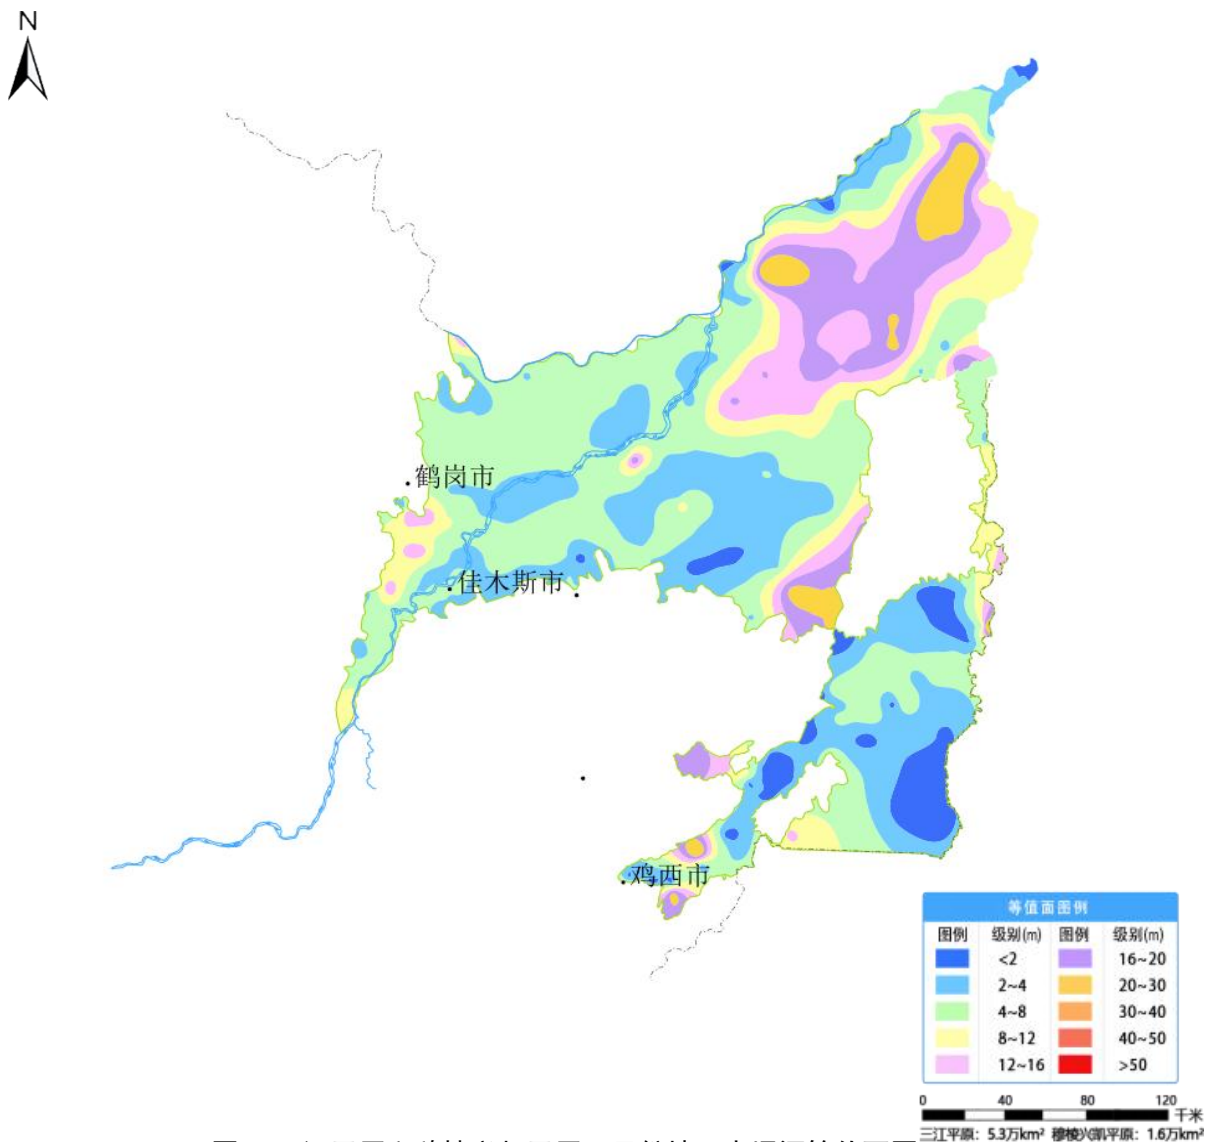 N
鹤岗市
佳木斯市
鸡西市
等值面图例
图例 级别(m) 图例 级别(m)
<2 16~20
2~4 20~30
4~8 30~40
8~12 40~50
12~16 >50
0 40 80 120
千米
三江平原：5.3万km² 穆棱兴凯平原：1.6万km²